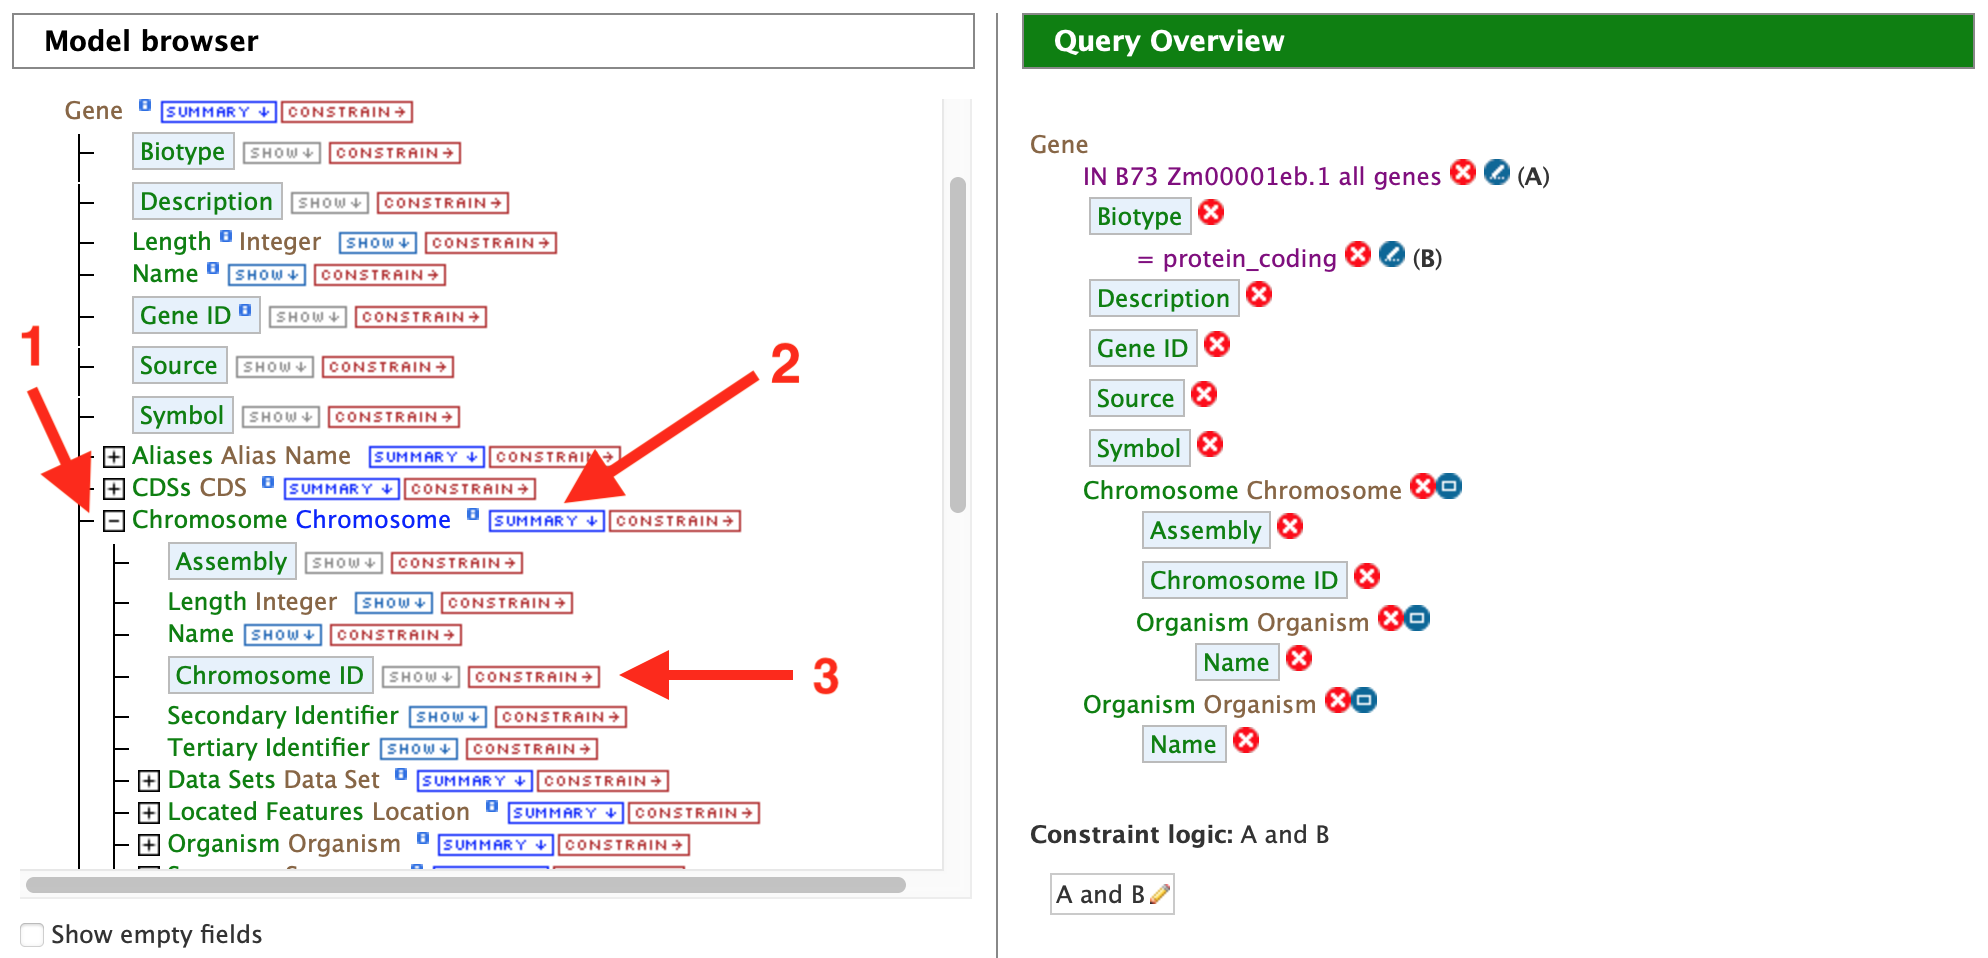 Model browser
Gene SUMMARY CONSTRAIN
Biotype SHOW CONSTRAIN
Description SHOW CONSTRAIN
Length Integer SHOW CONSTRAIN
Name SHOW CONSTRAIN
Gene ID SHOW CONSTRAIN
1
Source SHOW CONSTRAIN
2
Symbol SHOW CONSTRAIN
Aliases Alias Name SUMMARY CONSTRAIN
CDSs CDS SUMMARY CONSTRAIN
Chromosome Chromosome SUMMARY CONSTRAIN
Assembly SHOW CONSTRAIN
Length Integer SHOW CONSTRAIN
Name SHOW CONSTRAIN
Chromosome ID SHOW CONSTRAIN
3
Secondary Identifier SHOW CONSTRAIN
Tertiary Identifier SHOW CONSTRAIN
Data Sets Data Set SUMMARY CONSTRAIN
Located Features Location SUMMARY CONSTRAIN
Organism Organism SUMMARY CONSTRAIN
Show empty fields
Query Overview
Gene
IN B73 Zm00001eb.1 all genes (A)
Biotype
= protein_coding (B)
Description
Gene ID
Source
Symbol
Chromosome Chromosome
Assembly
Chromosome ID
Organism Organism
Name
Organism Organism
Name
Constraint logic: A and B
A and B